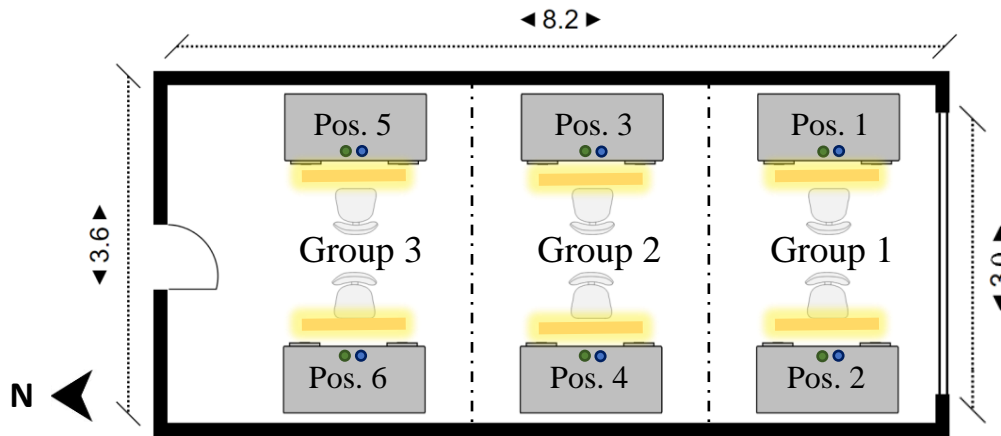 ◄ 8.2 ►
Pos. 5
Pos. 3
Pos. 1
◄ 3.6 ►
Group 3
Group 2
Group 1
◄ 3.0 ►
Pos. 6
Pos. 4
Pos. 2
N